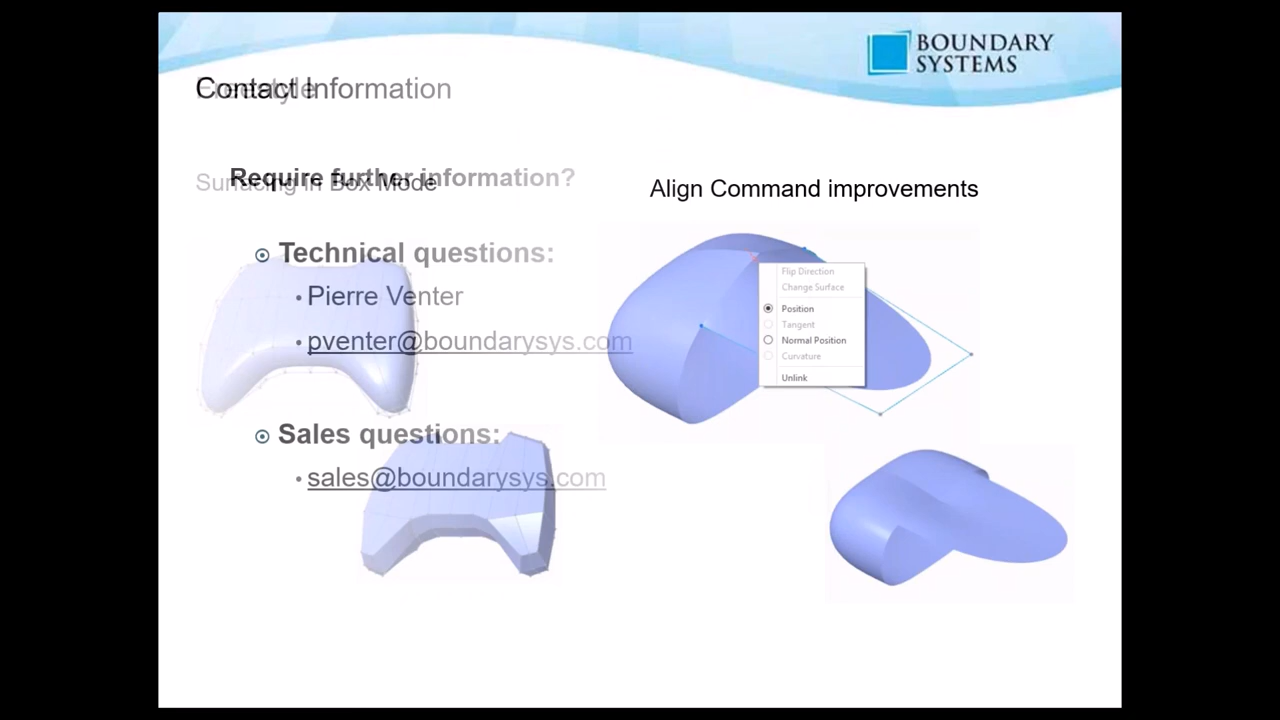 BOUNDARY
SYSTEMS
Contact Information
Freestyle
Require further information?
Surfacing in Box Mode
Align Command improvements
Technical questions:
Pierre Venter
pventer@boundarysys.com
Sales questions:
sales@boundarysys.com
Flip Direction
Change Surface
Position
Tangent
Normal Position
Curvature
Unlink